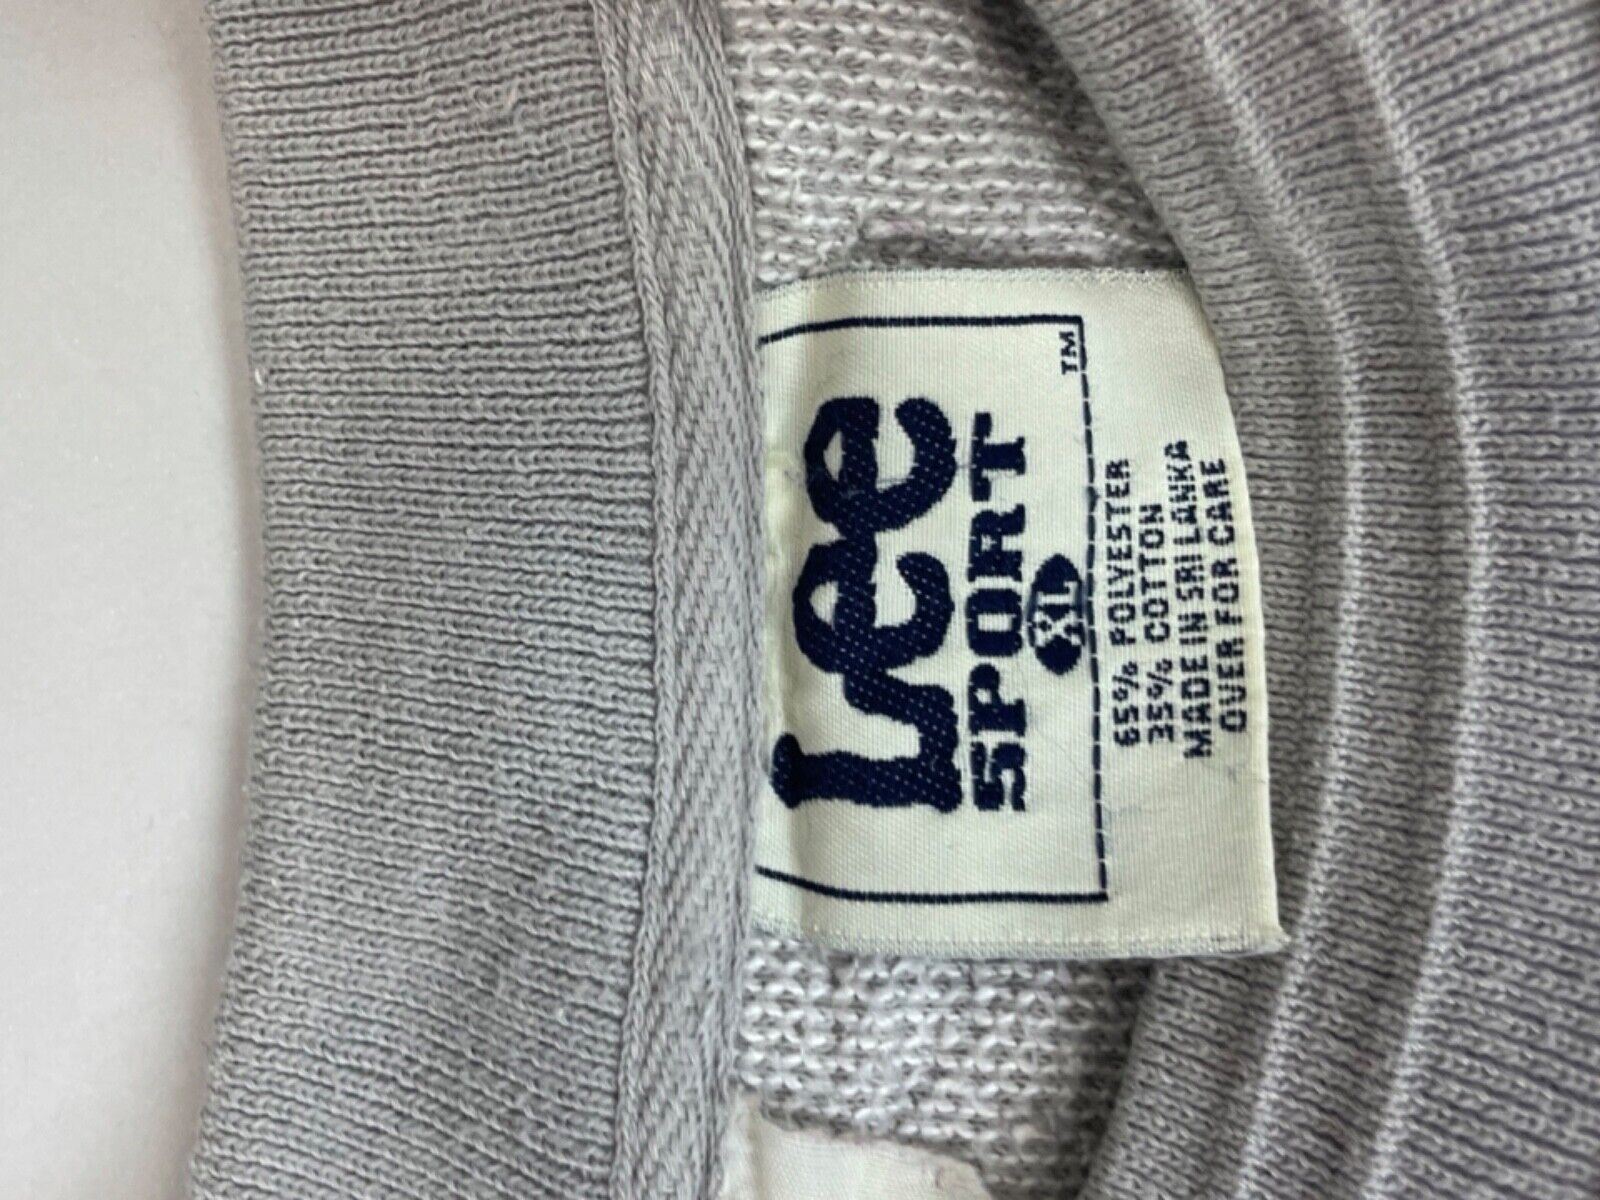 Lee
SPORT
XL
TM
65% POLYESTER
35% COTTON
MADE IN SRI LANKA
OVER FOR CARE